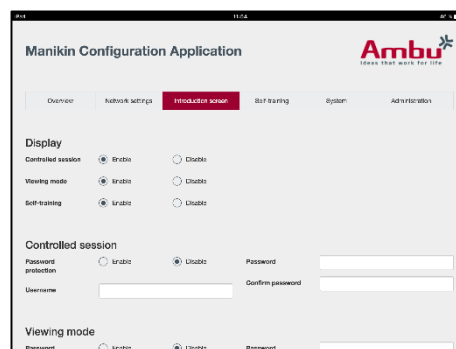 iPad 11:54
Manikin Configuration Application
Ambu
Ideas that work for life
Overview Network settings Introduction screen Self-training System Administration
Display
Controlled session Enable Disable
Viewing mode Enable Disable
Self-training Enable Disable
Controlled session
Password protection Enable Disable Password
Username Confirm password
Viewing mode
Password Enable Disable Password